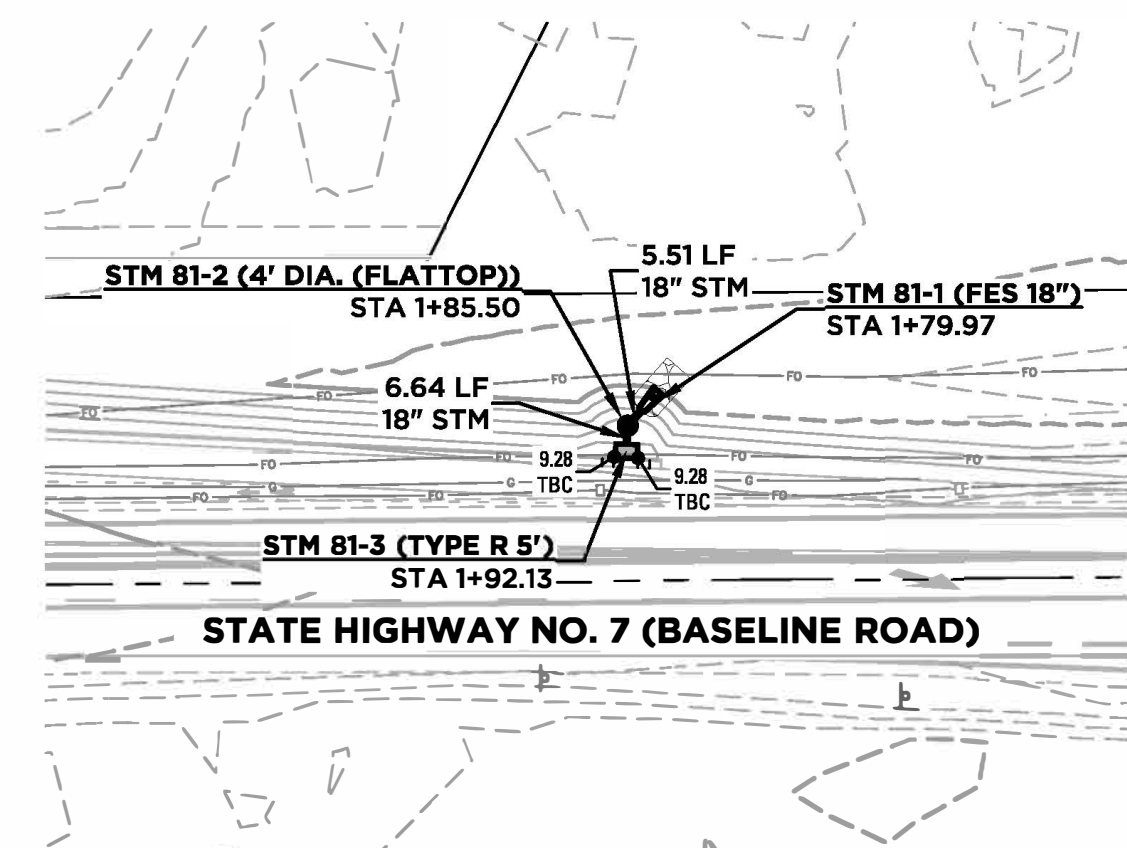 5.51 LF
18" STM
STM 81-2 (4' DIA. (FLATTOP))
STA 1+85.50
STM 81-1 (FES 18")
STA 1+79.97
FO
FO
FO
FO
FO
6.64 LF
18" STM
FO
FO
FO
FO
9.28
TBC
9.28
TBC
G
G
G
FO
FO
FO
STM 81-3 (TYPE R 5')
STA 1+92.13
STATE HIGHWAY NO. 7 (BASELINE ROAD)